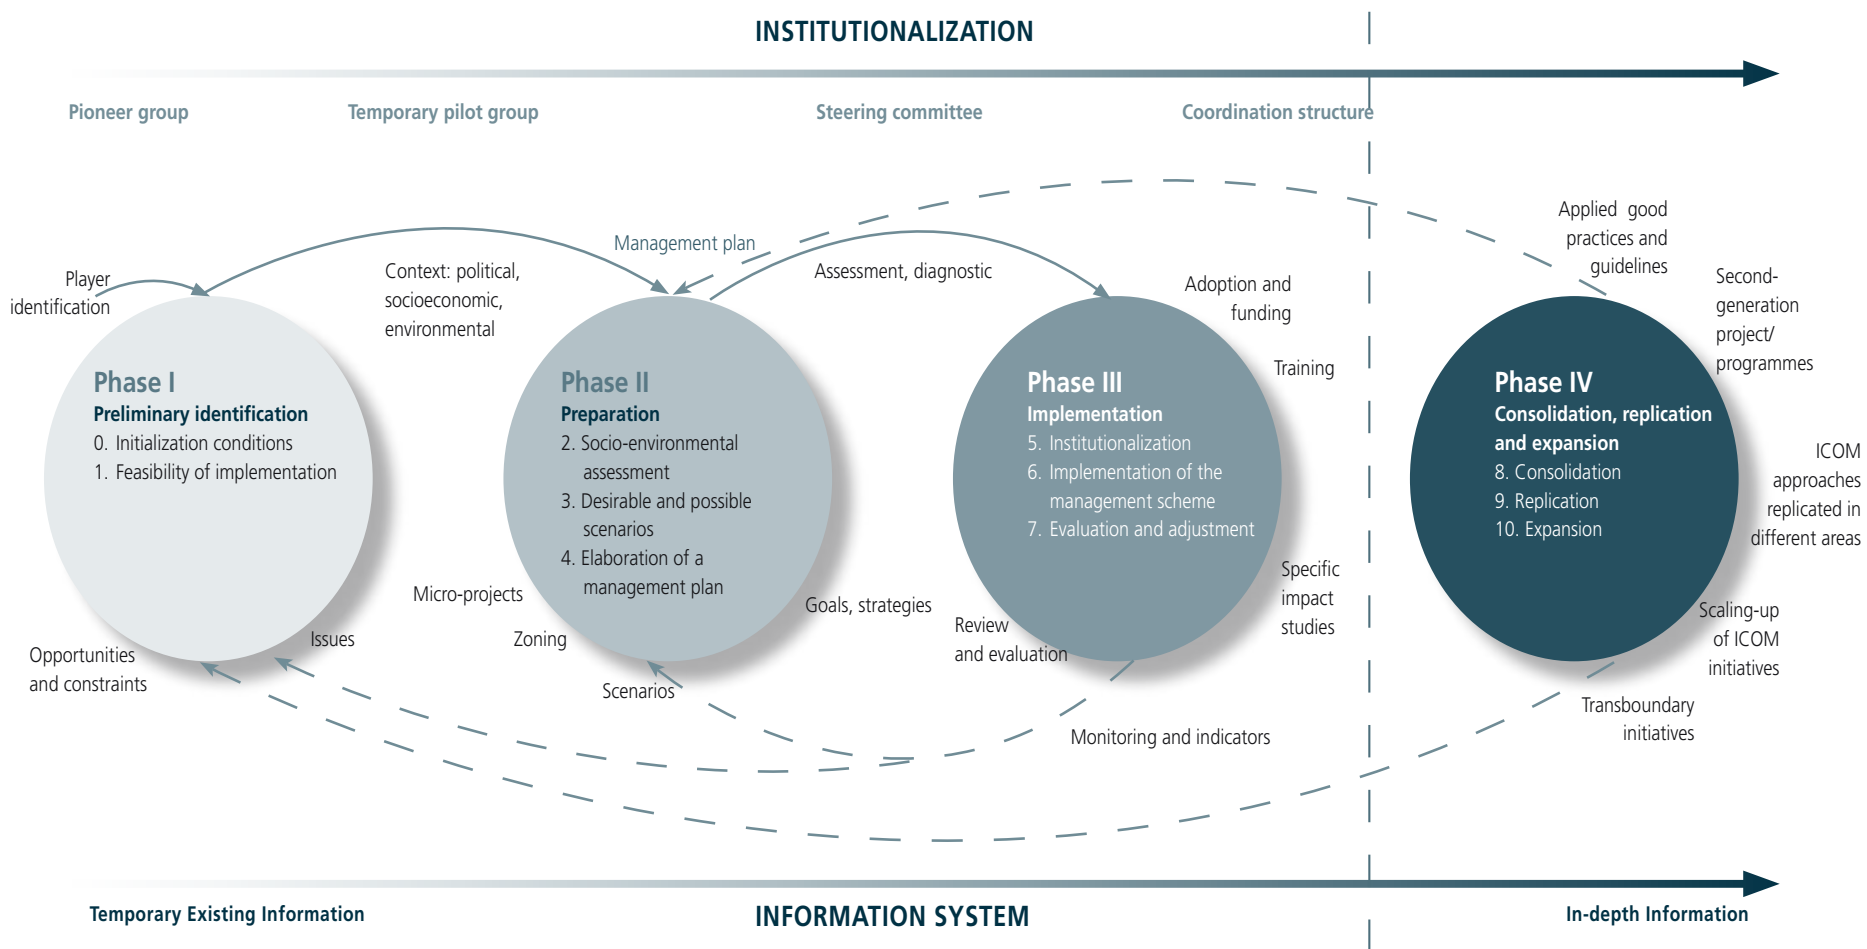 INSTITUTIONALIZATION
Pioneer group
Temporary pilot group
Steering committee
Coordination structure
Player
identification
Context: political,
socioeconomic,
environmental
Management plan
Assessment, diagnostic
Adoption and
funding
Training
Applied good
practices and
guidelines
Second-
generation
project/
programmes
Phase I
Preliminary identification
0. Initialization conditions
1. Feasibility of implementation
Phase II
Preparation
2. Socio-environmental
assessment
3. Desirable and possible
scenarios
4. Elaboration of a
management plan
Phase III
Implementation
5. Institutionalization
6. Implementation of the
management scheme
7. Evaluation and adjustment
Phase IV
Consolidation, replication
and expansion
8. Consolidation
9. Replication
10. Expansion
ICOM
approaches
replicated in
different areas
Opportunities
and constraints
Issues
Micro-projects
Zoning
Scenarios
Goals, strategies
Review
and evaluation
Specific
impact
studies
Monitoring and indicators
Scaling-up
of ICOM
initiatives
Transboundary
initiatives
Temporary Existing Information
INFORMATION SYSTEM
In-depth Information